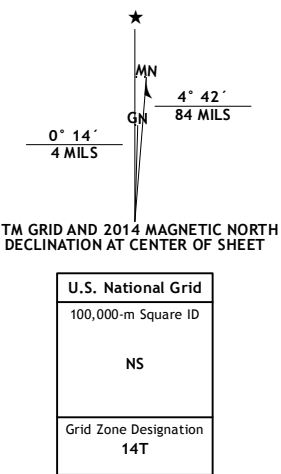 MN
4° 42´
84 MILS
GN
0° 14´
4 MILS
TM GRID AND 2014 MAGNETIC NORTH
DECLINATION AT CENTER OF SHEET
U.S. National Grid
100,000-m Square ID
NS
Grid Zone Designation
14T